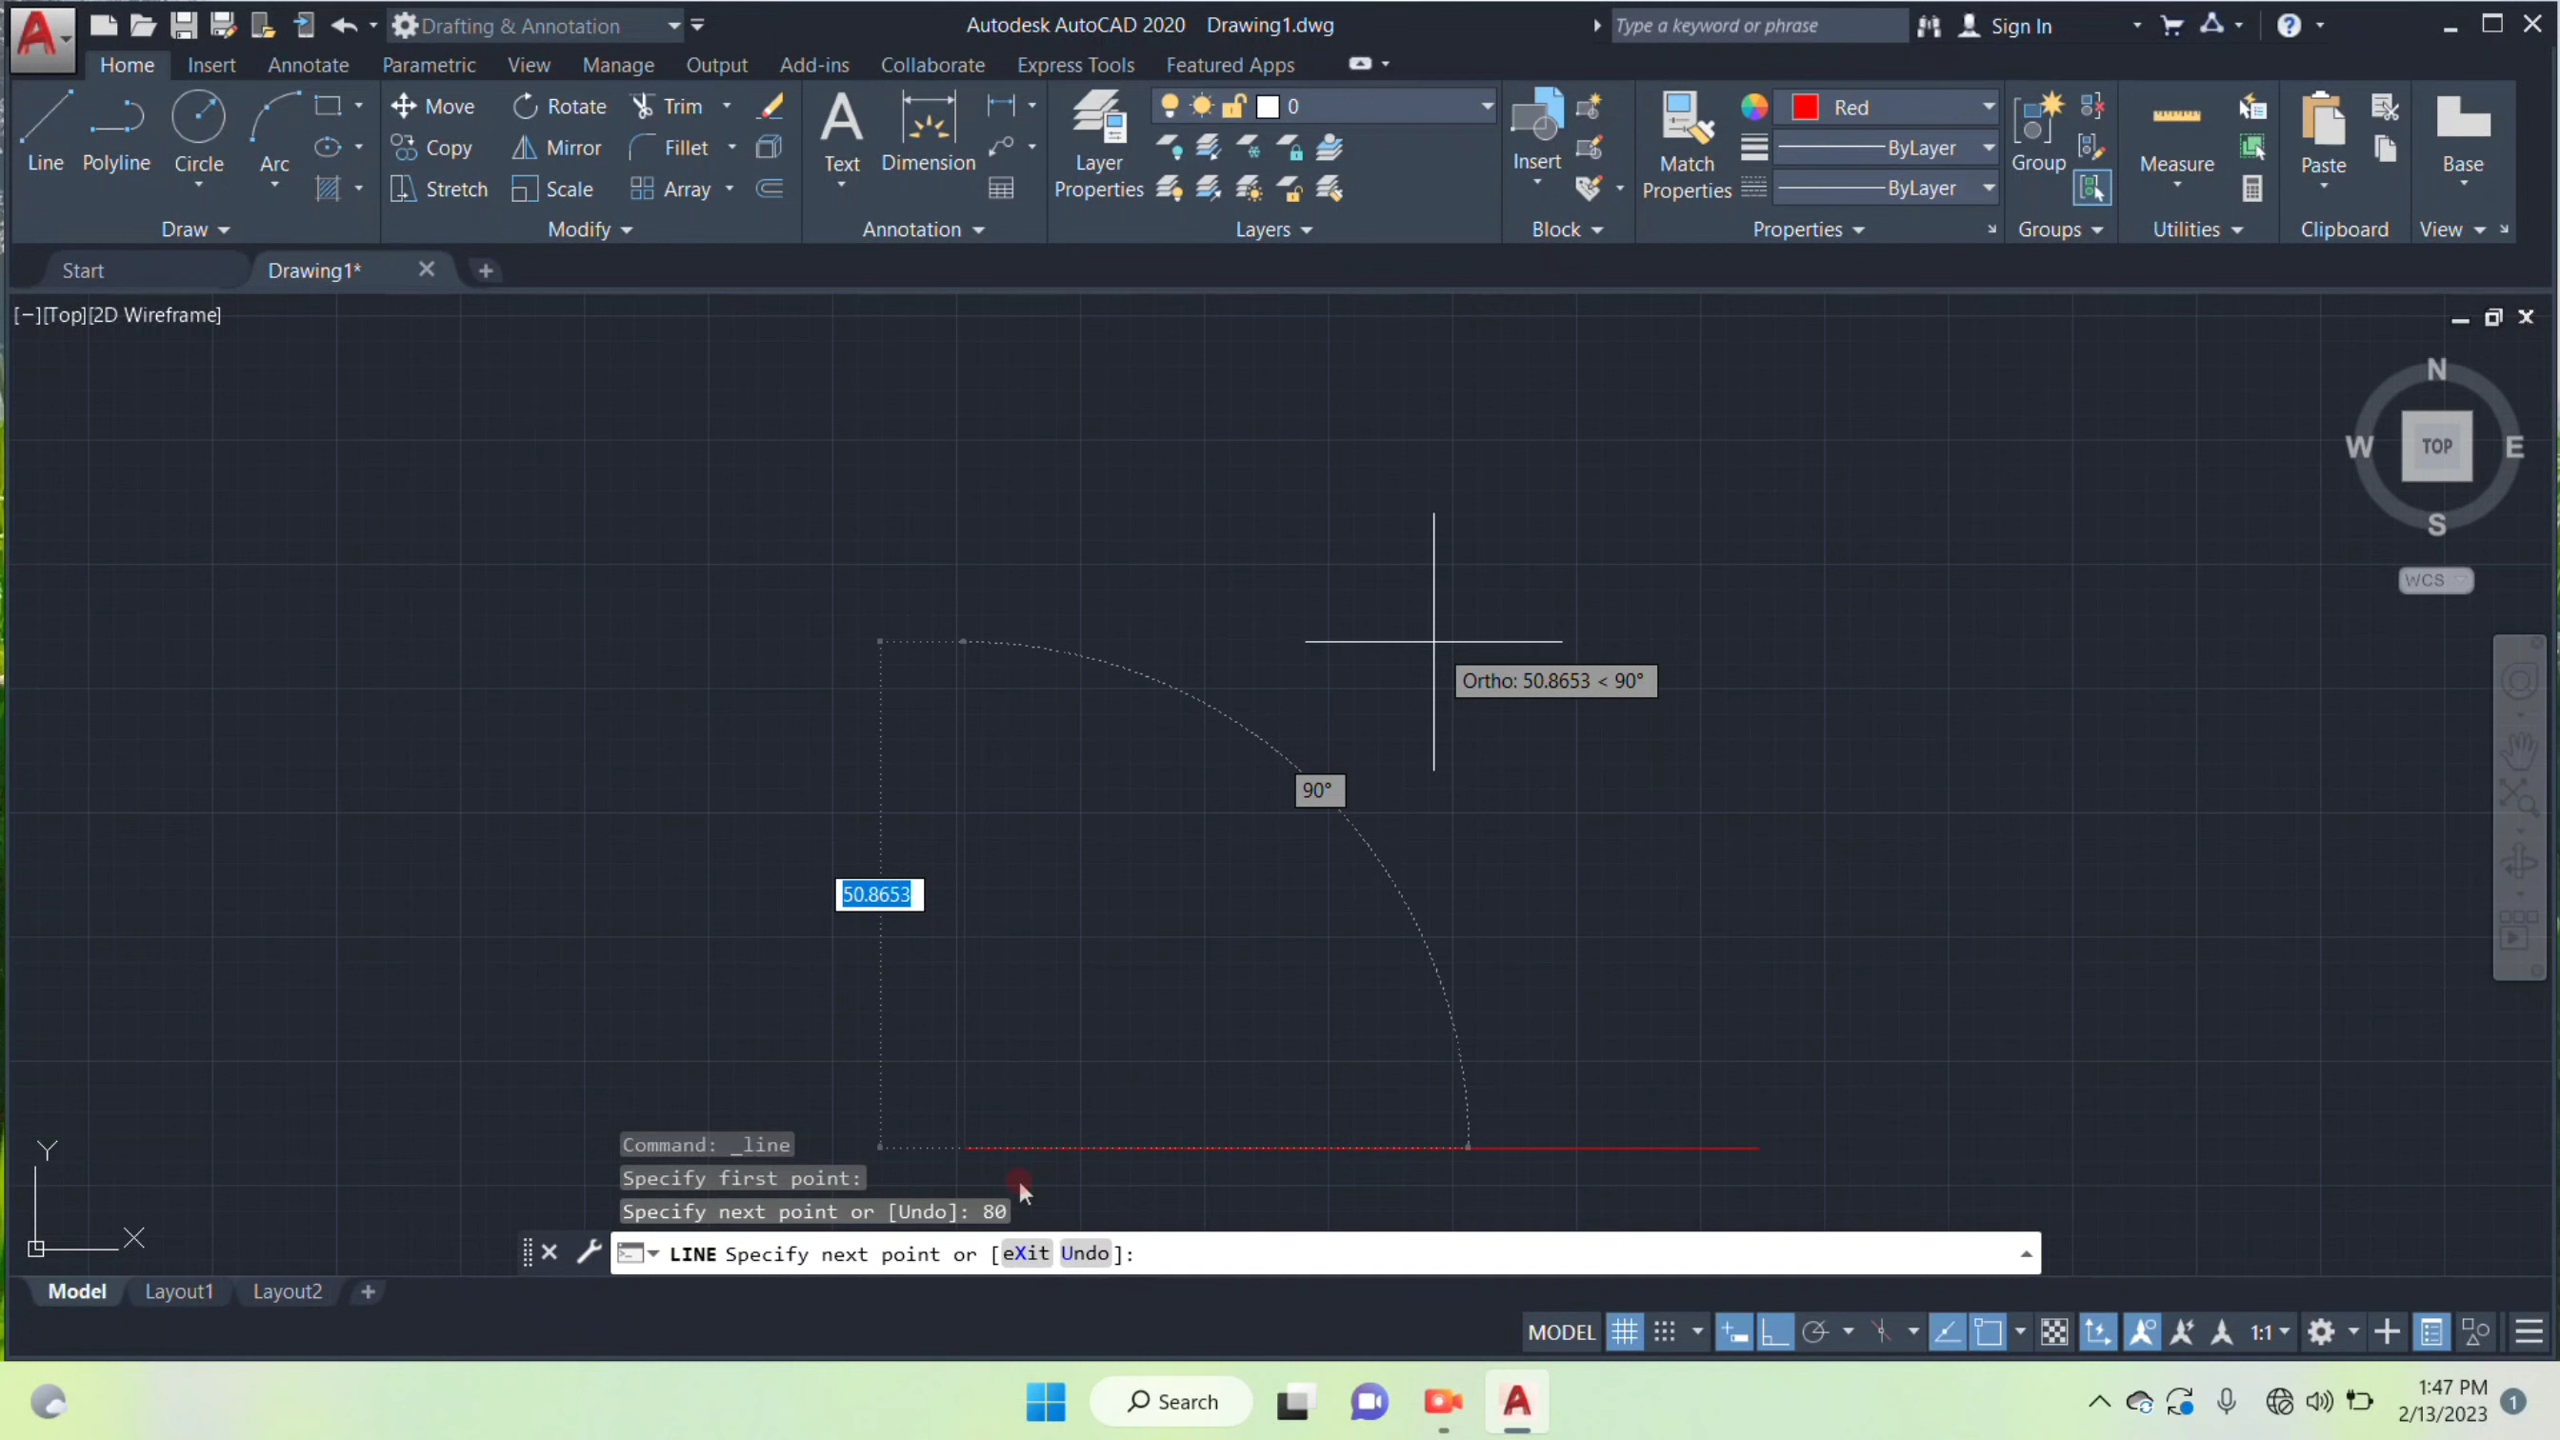 Drafting & Annotation
Autodesk AutoCAD 2020 Drawing1.dwg
Type a keyword or phrase
Sign In
Home Insert Annotate Parametric View Manage Output Add-ins Collaborate Express Tools Featured Apps
Line Polyline Circle Arc
Move Rotate Trim
Copy Mirror Fillet
Stretch Scale Array
Text Dimension
Layer Properties
0
Insert
Match Properties
Red
ByLayer
ByLayer
Group
Measure
Paste
Base
Draw Modify Annotation Layers Block Properties Groups Utilities Clipboard View
Start Drawing1*
[−][Top][2D Wireframe]
N
W TOP E
S
WCS
Ortho: 50.8653 < 90°
90°
50.8653
Command: _line
Specify first point:
Specify next point or [Undo]: 80
LINE Specify next point or [eXit Undo]:
Y
X
Model Layout1 Layout2
MODEL 1:1
Search
1:47 PM
2/13/2023
1